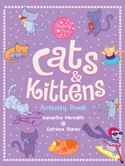 Cats
&
Kittens
Activity Book
Samantha Meredith
Katrina Clarke